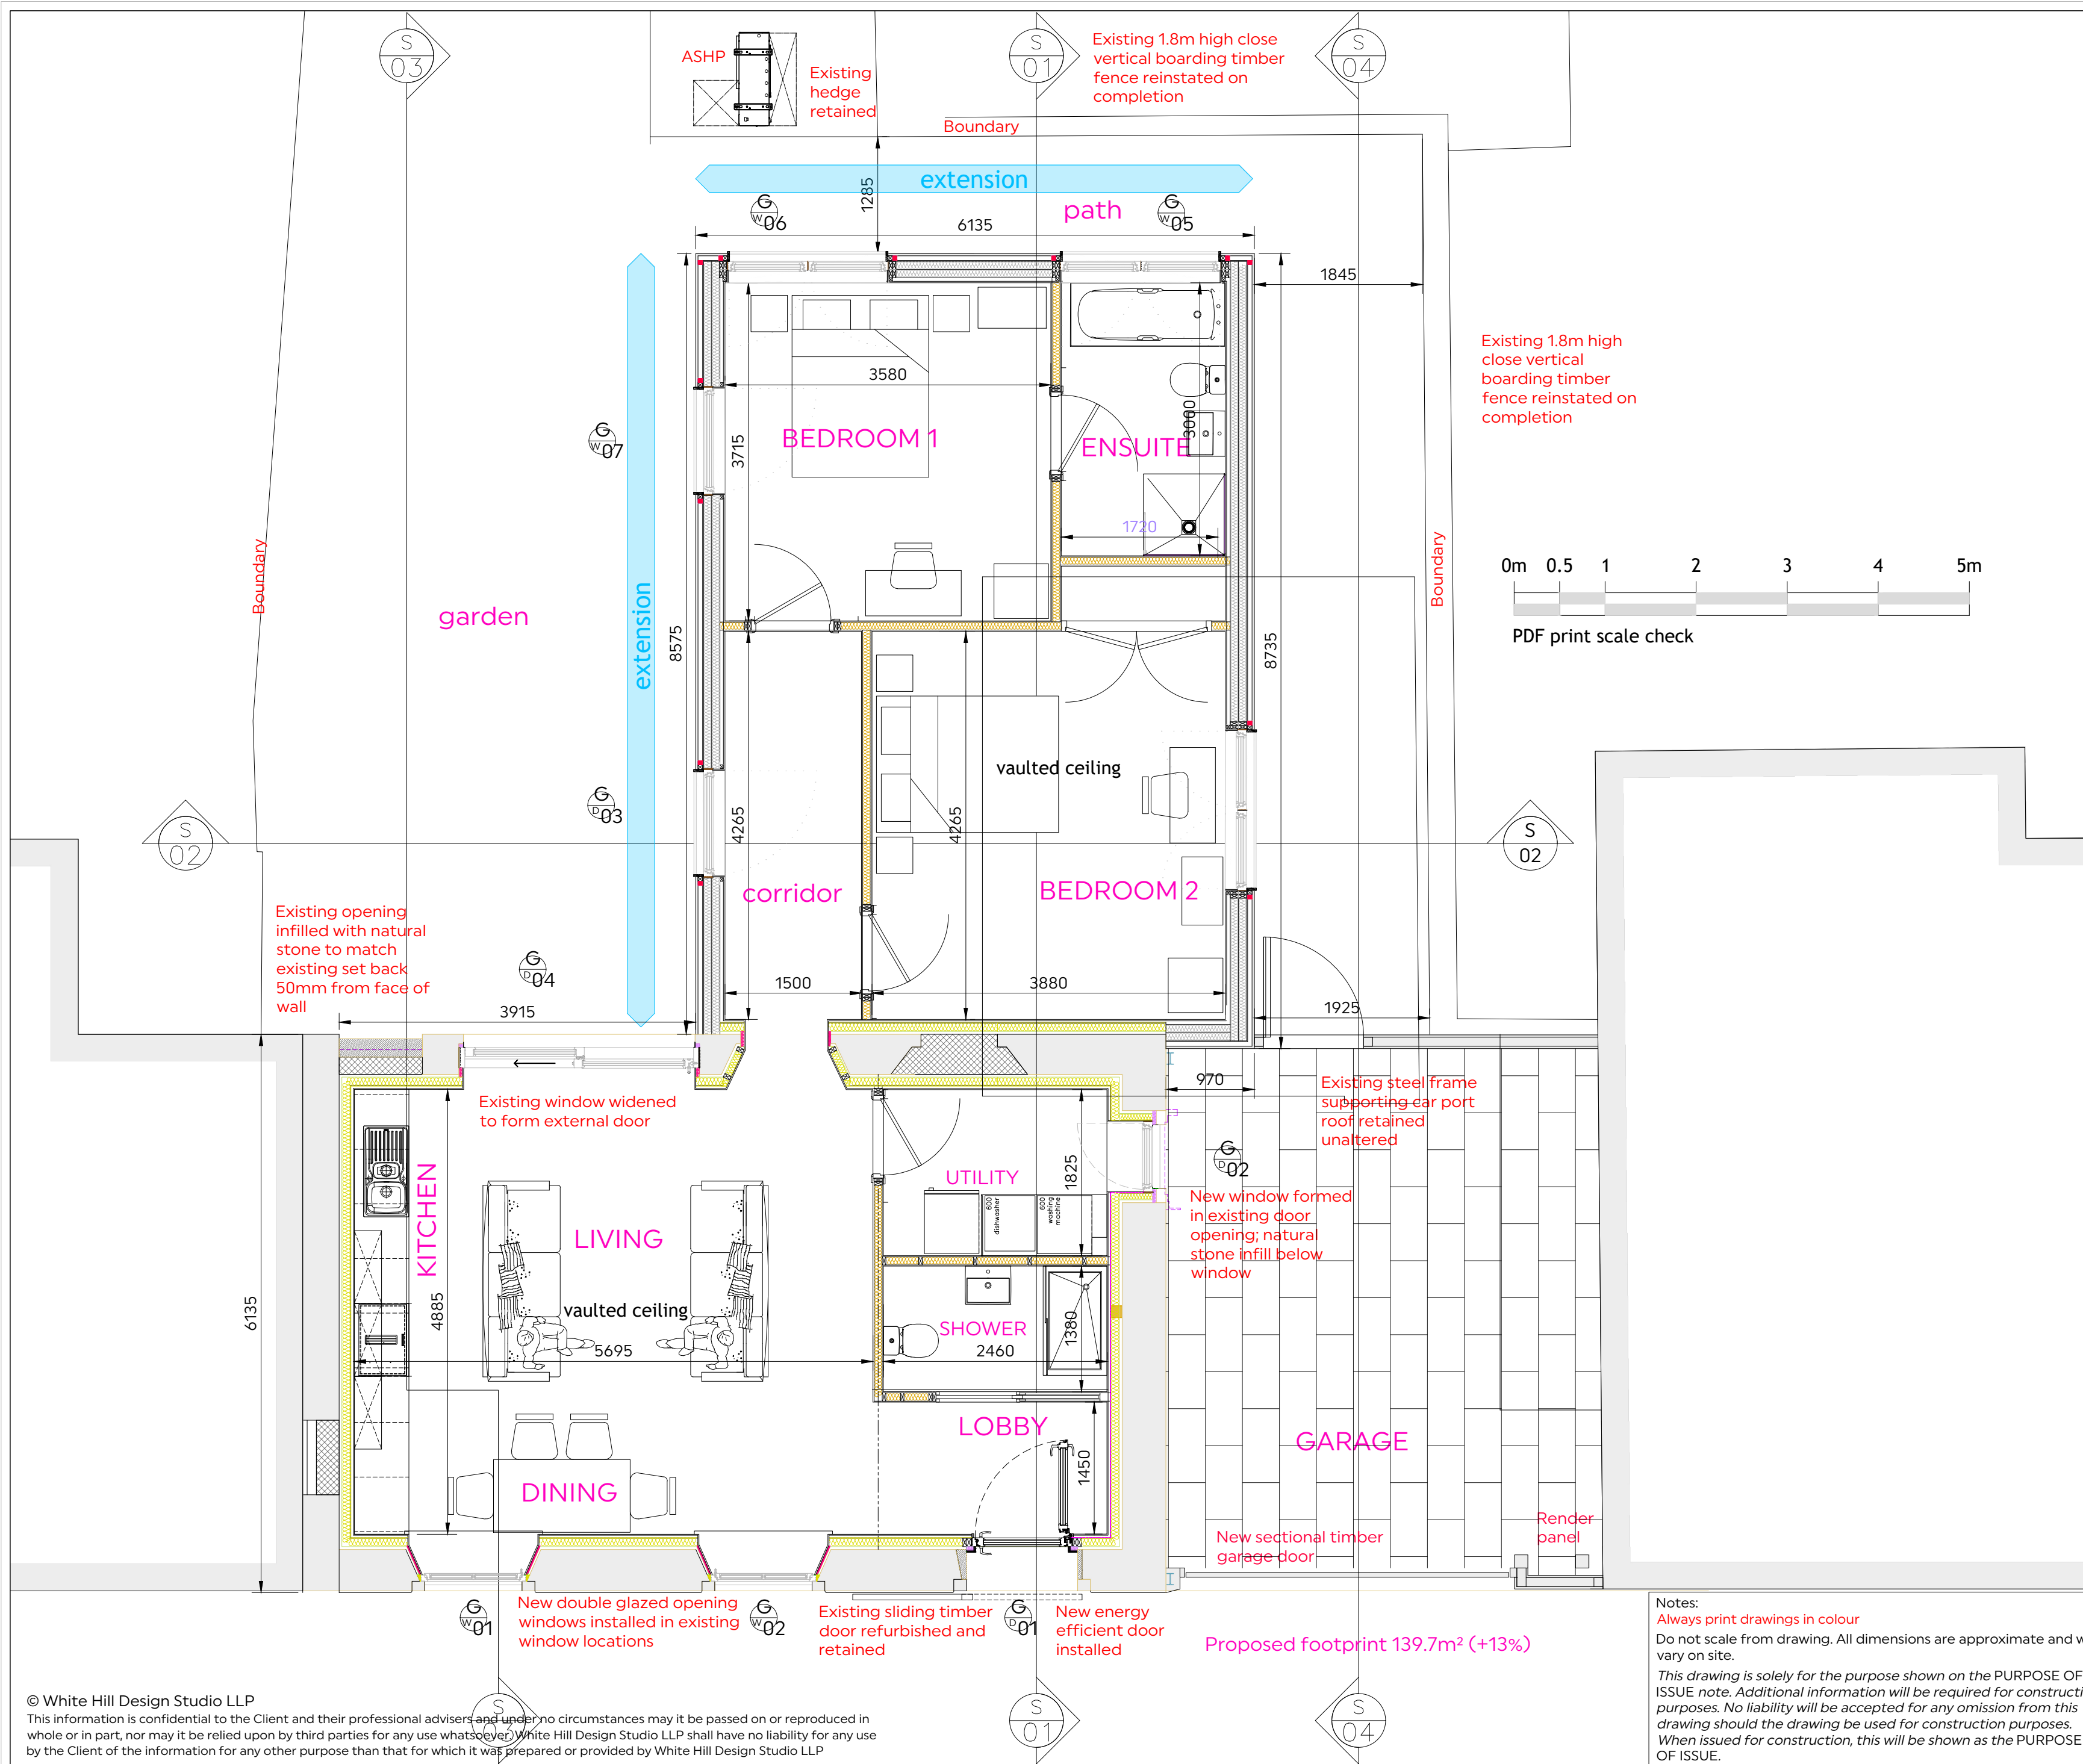 S
03
ASHP
Existing
hedge
retained
S
01
Existing 1.8m high close
vertical boarding timber
fence reinstated on
completion
S
04
Boundary
extension
1285
G
W
06
path
G
W
05
6135
1845
Existing 1.8m high
close vertical
boarding timber
fence reinstated on
completion
3580
3715
BEDROOM 1
3000
ENSUITE
1720
G
W
07
Boundary
garden
extension
8575
8735
Boundary
0m 0.5 1 2 3 4 5m
PDF print scale check
vaulted ceiling
G
D
03
4265
4265
S
02
S
02
corridor
BEDROOM 2
Existing opening
infilled with natural
stone to match
existing set back
50mm from face of
wall
G
D
04
3915
1500
3880
1925
970
Existing window widened
to form external door
Existing steel frame
supporting car port
roof retained
unaltered
KITCHEN
LIVING
UTILITY
1825
600
dishwasher
600
washing
machine
G
D
02
New window formed
in existing door
opening; natural
stone infill below
window
6135
4885
vaulted ceiling
5695
SHOWER
1380
2460
LOBBY
1450
DINING
GARAGE
New sectional timber
garage door
Render
panel
G
W
01
New double glazed opening
windows installed in existing
window locations
G
W
02
Existing sliding timber
door refurbished and
retained
G
D
01
New energy
efficient door
installed
Proposed footprint 139.7m² (+13%)
Notes:
Always print drawings in colour
Do not scale from drawing. All dimensions are approximate and
vary on site.
This drawing is solely for the purpose shown on the PURPOSE OF
ISSUE note. Additional information will be required for constructi
purposes. No liability will be accepted for any omission from this
drawing should the drawing be used for construction purposes.
When issued for construction, this will be shown as the PURPOSE
OF ISSUE.
S
03
S
01
S
04
© White Hill Design Studio LLP
This information is confidential to the Client and their professional advisers and under no circumstances may it be passed on or reproduced in
whole or in part, nor may it be relied upon by third parties for any use whatsoever. White Hill Design Studio LLP shall have no liability for any use
by the Client of the information for any other purpose than that for which it was prepared or provided by White Hill Design Studio LLP